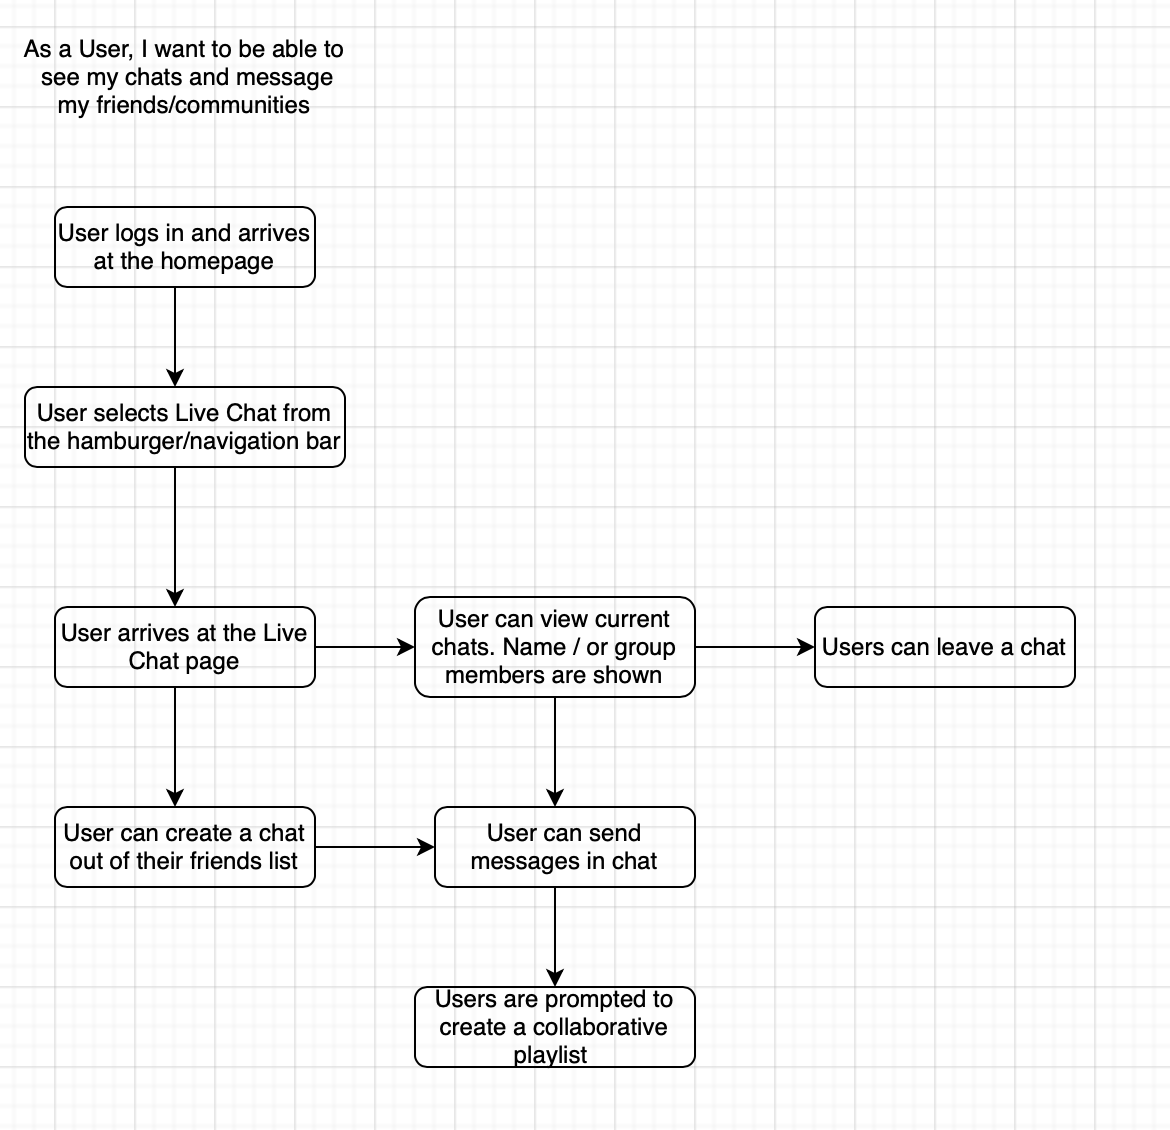 As a User, I want to be able to
see my chats and message
my friends/communities
User logs in and arrives
at the homepage
User selects Live Chat from
the hamburger/navigation bar
User arrives at the Live
Chat page
User can view current
chats. Name / or group
members are shown
Users can leave a chat
User can create a chat
out of their friends list
User can send
messages in chat
Users are prompted to
create a collaborative
playlist